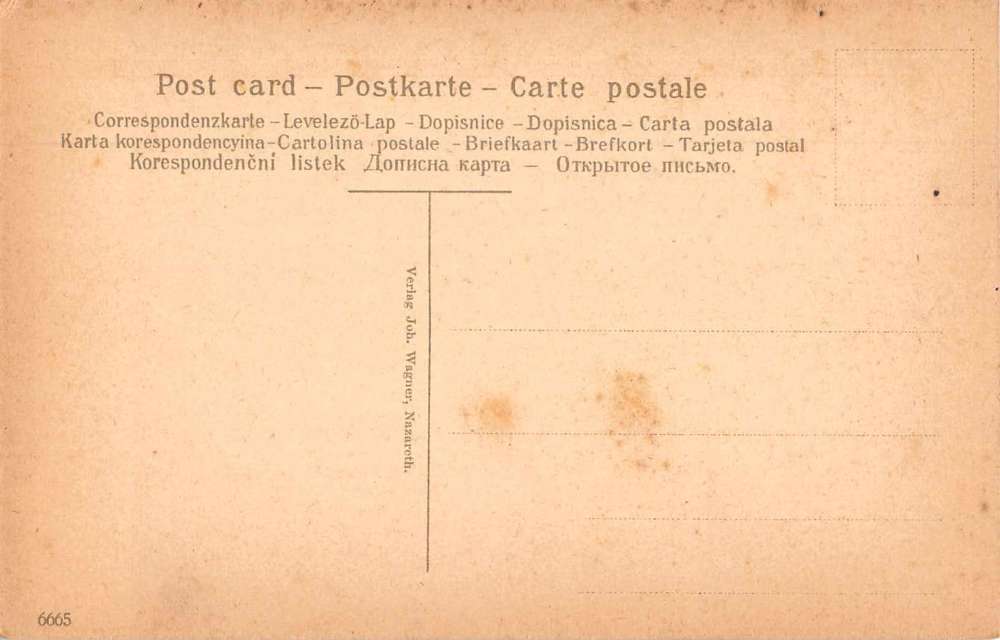 Post card – Postkarte – Carte postale
Correspondenzkarte – Levelezö-Lap – Dopisnice – Dopisnica – Carta postala
Karta korespondencyina – Cartolina postale – Briefkaart – Brefkort – Tarjeta postal
Korespondenční listek Дописна карта — Открытое письмо.
Verlag Joh. Wagner, Nazareth.
6665